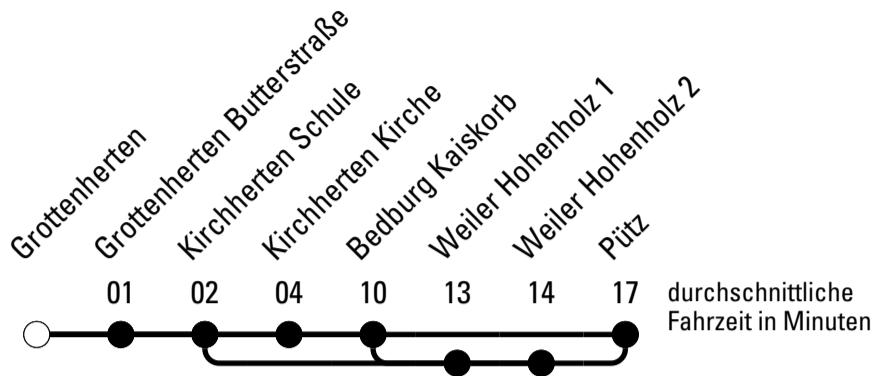 Grottenherten
Grottenherten Butterstraße
Kirchherten Schule
Kirchherten Kirche
Bedburg Kaiskorb
Weiler Hohenholz 1
Weiler Hohenholz 2
Pütz
01 02 04 10 13 14 17
durchschnittliche
Fahrzeit in Minuten